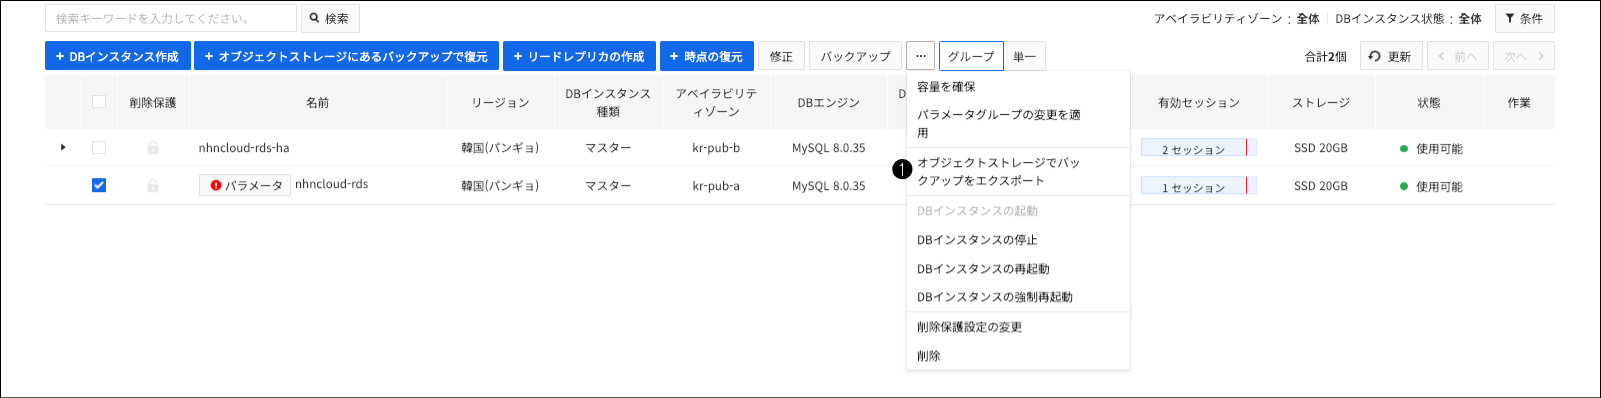 検索キーワードを入力してください。 検索 アベイラビリティゾーン : 全体 DBインスタンス状態 : 全体 条件
+ DBインスタンス作成 + オブジェクトストレージにあるバックアップで復元 + リードレプリカの作成 + 時点の復元 修正 バックアップ ... グループ 単一 合計2個 更新 < 前へ 次へ >
削除保護 名前 リージョン DBインスタンス種類 アベイラビリティゾーン DBエンジン D 有効セッション ストレージ 状態 作業
nhncloud-rds-ha 韓国(パンギョ) マスター kr-pub-b MySQL 8.0.35 2 セッション SSD 20GB 使用可能
パラメータ nhncloud-rds 韓国(パンギョ) マスター kr-pub-a MySQL 8.0.35 1 セッション SSD 20GB 使用可能
容量を確保
パラメータグループの変更を適
用
1
オブジェクトストレージでバッ
クアップをエクスポート
DBインスタンスの起動
DBインスタンスの停止
DBインスタンスの再起動
DBインスタンスの強制再起動
削除保護設定の変更
削除